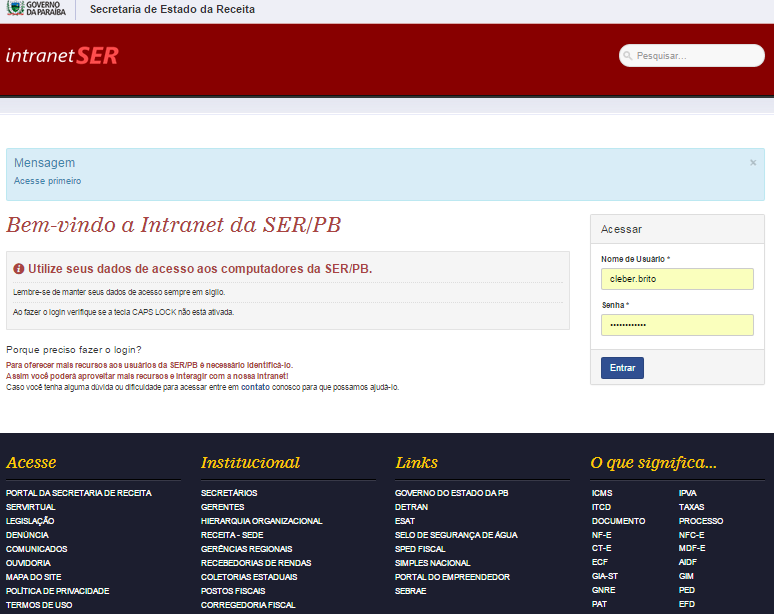 GOVERNO
DA PARAÍBA
Secretaria de Estado da Receita
intranetSER
Pesquisar...
Mensagem
×
Acesse primeiro
Bem-vindo a Intranet da SER/PB
Utilize seus dados de acesso aos computadores da SER/PB.
Lembre-se de manter seus dados de acesso sempre em sigilo.
Ao fazer o login verifique se a tecla CAPS LOCK não está ativada.
Porque preciso fazer o login?
Para oferecer mais recursos aos usuários da SER/PB é necessário identificá-lo.
Assim você poderá aproveitar mais recursos e interagir com a nossa Intranet!
Caso você tenha alguma dúvida ou dificuldade para acessar entre em contato conosco para que possamos ajudá-lo.
Acessar
Nome de Usuário *
cleber.brito
Senha *
••••••••••••
Entrar
Acesse
PORTAL DA SECRETARIA DE RECEITA
SERVIRTUAL
LEGISLAÇÃO
DENÚNCIA
COMUNICADOS
OUVIDORIA
MAPA DO SITE
POLÍTICA DE PRIVACIDADE
TERMOS DE USO
Institucional
SECRETÁRIOS
GERENTES
HIERARQUIA ORGANIZACIONAL
RECEITA - SEDE
GERÊNCIAS REGIONAIS
RECEBEDORIAS DE RENDAS
COLETORIAS ESTADUAIS
POSTOS FISCAIS
CORREGEDORIA FISCAL
Links
GOVERNO DO ESTADO DA PB
DETRAN
ESAT
SELO DE SEGURANÇA DE ÁGUA
SPED FISCAL
SIMPLES NACIONAL
PORTAL DO EMPREENDOR
SEBRAE
O que significa...
ICMS IPVA
ITCD TAXAS
DOCUMENTO PROCESSO
NF-E NFC-E
CT-E MDF-E
ECF AIDF
GIA-ST GIM
GNRE PED
PAT EFD